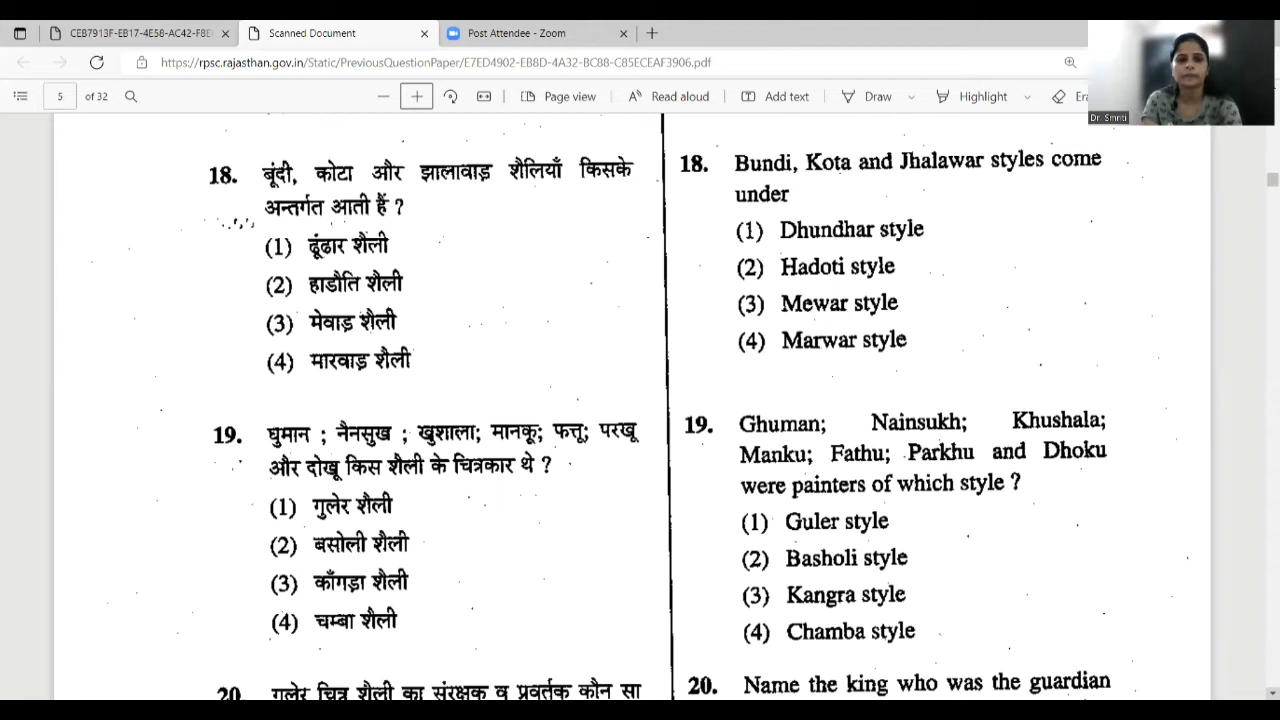 CEB7913F-EB17-4E58-AC42-F8E
Scanned Document
Post Attendee - Zoom
https://rpsc.rajasthan.gov.in/Static/PreviousQuestionPaper/E7ED4902-EB8D-4A32-BC88-C85ECEAF3906.pdf
5 of 32
Page view
Read aloud
Add text
Draw
Highlight
Era
Dr. Smriti
18. बूंदी, कोटा और झालावाड़ शैलियाँ किसके
अन्तर्गत आती हैं ?
(1) ढूंढार शैली
(2) हाडौति शैली
(3) मेवाड़ शैली
(4) मारवाड़ शैली
19. घुमान ; नैनसुख ; खुशाला; मानकू; फत्तू; परखू
और दोखू किस शैली के चित्रकार थे ?
(1) गुलेर शैली
(2) बसोली शैली
(3) काँगड़ा शैली
(4) चम्बा शैली
20. गुलेर चित्र शैली का संरक्षक व प्रवर्तक कौन सा
18. Bundi, Kota and Jhalawar styles come
under
(1) Dhundhar style
(2) Hadoti style
(3) Mewar style
(4) Marwar style
19. Ghuman; Nainsukh; Khushala;
Manku; Fathu; Parkhu and Dhoku
were painters of which style ?
(1) Guler style
(2) Basholi style
(3) Kangra style
(4) Chamba style
20. Name the king who was the guardian